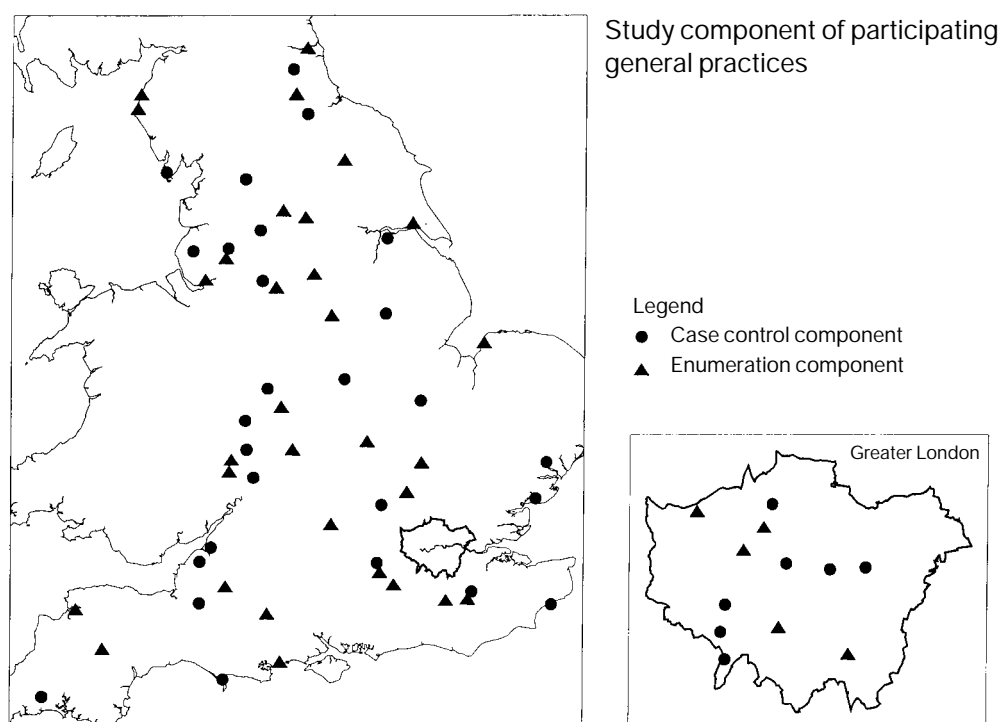 Study component of participating
general practices
Legend
Case control component
Enumeration component
Greater London